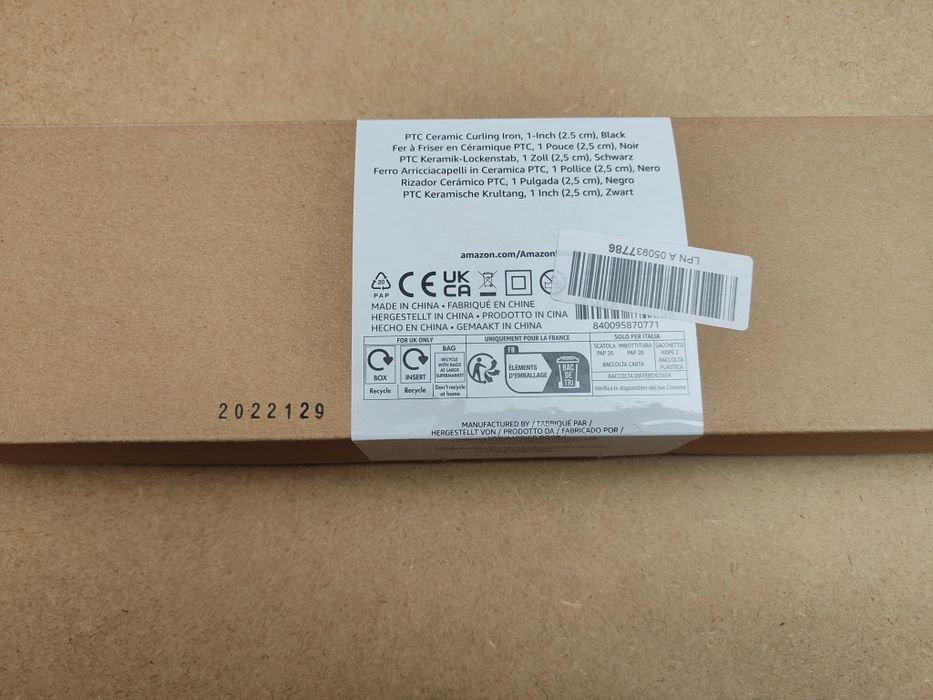 PTC Ceramic Curling Iron, 1-Inch (2.5 cm), Black
Fer à Friser en Céramique PTC, 1 Pouce (2,5 cm), Noir
PTC Keramik-Lockenstab, 1 Zoll (2,5 cm), Schwarz
Ferro Arricciacapelli in Ceramica PTC, 1 Pollice (2,5 cm), Nero
Rizador Cerámico PTC, 1 Pulgada (2,5 cm), Negro
PTC Keramische Krultang, 1 Inch (2,5 cm), Zwart
LPN A 050937786
20
PAP
CE
UK
CA
MADE IN CHINA • FABRIQUÉ EN CHINE
HERGESTELLT IN CHINA • PRODOTTO IN CINA
HECHO EN CHINA • GEMAAKT IN CHINA
840095870771
FOR UK ONLY
BOX
Recycle
INSERT
Recycle
BAG
RECYCLE
WITH BAGS
AT LARGE
SUPERMARKET
Don't recycle
at home
UNIQUEMENT POUR LA FRANCE
FR
ÉLÉMENTS
D'EMBALLAGE
BAC
DE
TRI
SOLO PER ITALIA
SCATOLA IMBOTTITURA SACCHETTO
PAP 20 PAP 20 HDPE 2
RACCOLTA CARTA RACCOLTA PLASTICA
RACCOLTA DIFFERENZIATA
Verifica le disposizioni del tuo Comune
2022129
MANUFACTURED BY / FABRIQUÉ PAR /
HERGESTELLT VON / PRODOTTO DA / FABRICADO POR /